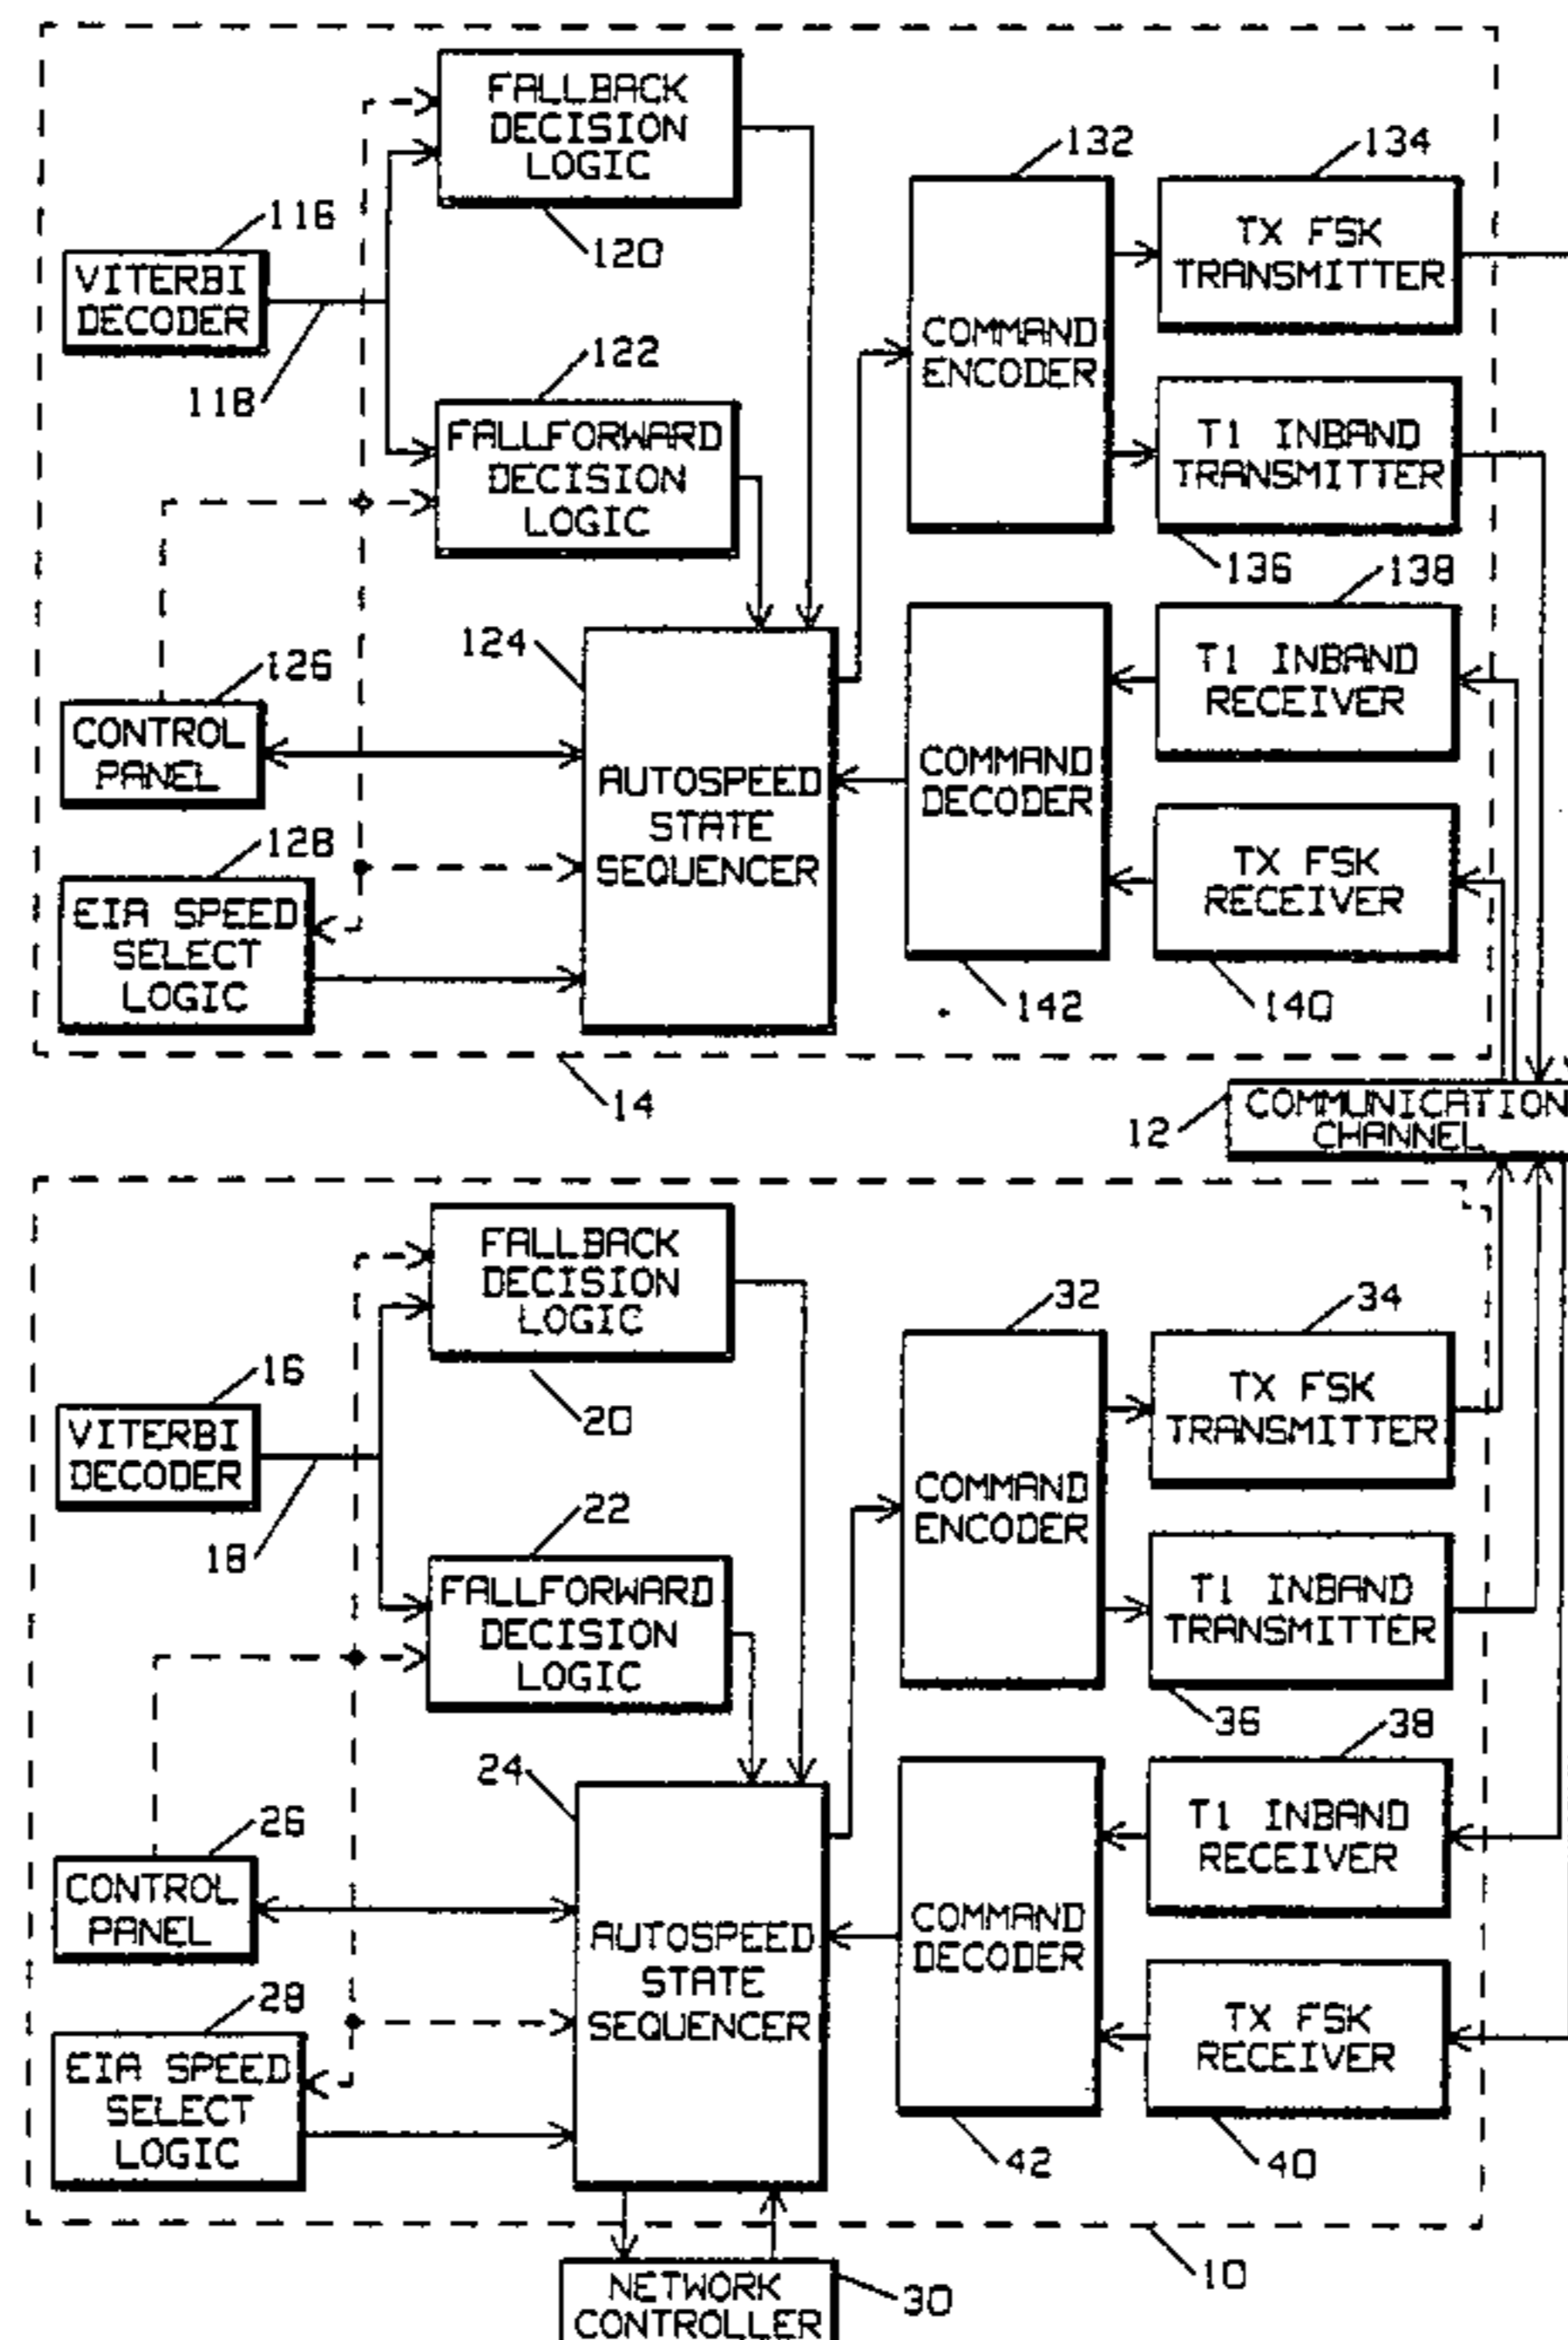 FALLBACK
DECISION
LOGIC
120
116
VITERBI
DECODER
118
122
FALLFORWARD
DECISION
LOGIC
132
COMMAND
ENCODER
134
TX FSK
TRANSMITTER
T1 INBAND
TRANSMITTER
136
138
T1 INBAND
RECEIVER
124
AUTOSPEED
STATE
SEQUENCER
126
CONTROL
PANEL
128
EIA SPEED
SELECT
LOGIC
COMMAND
DECODER
142
TX FSK
RECEIVER
140
14
12
COMMUNICATION
CHANNEL
FALLBACK
DECISION
LOGIC
20
16
VITERBI
DECODER
18
22
FALLFORWARD
DECISION
LOGIC
32
COMMAND
ENCODER
34
TX FSK
TRANSMITTER
T1 INBAND
TRANSMITTER
36
38
T1 INBAND
RECEIVER
24
AUTOSPEED
STATE
SEQUENCER
26
CONTROL
PANEL
28
EIA SPEED
SELECT
LOGIC
COMMAND
DECODER
42
TX FSK
RECEIVER
40
10
NETWORK
CONTROLLER
30